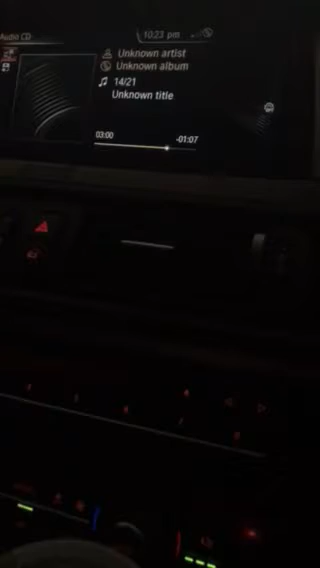 Audio CD
10:23 pm
Unknown artist
Unknown album
14/21
Unknown title
03:00
-01:07